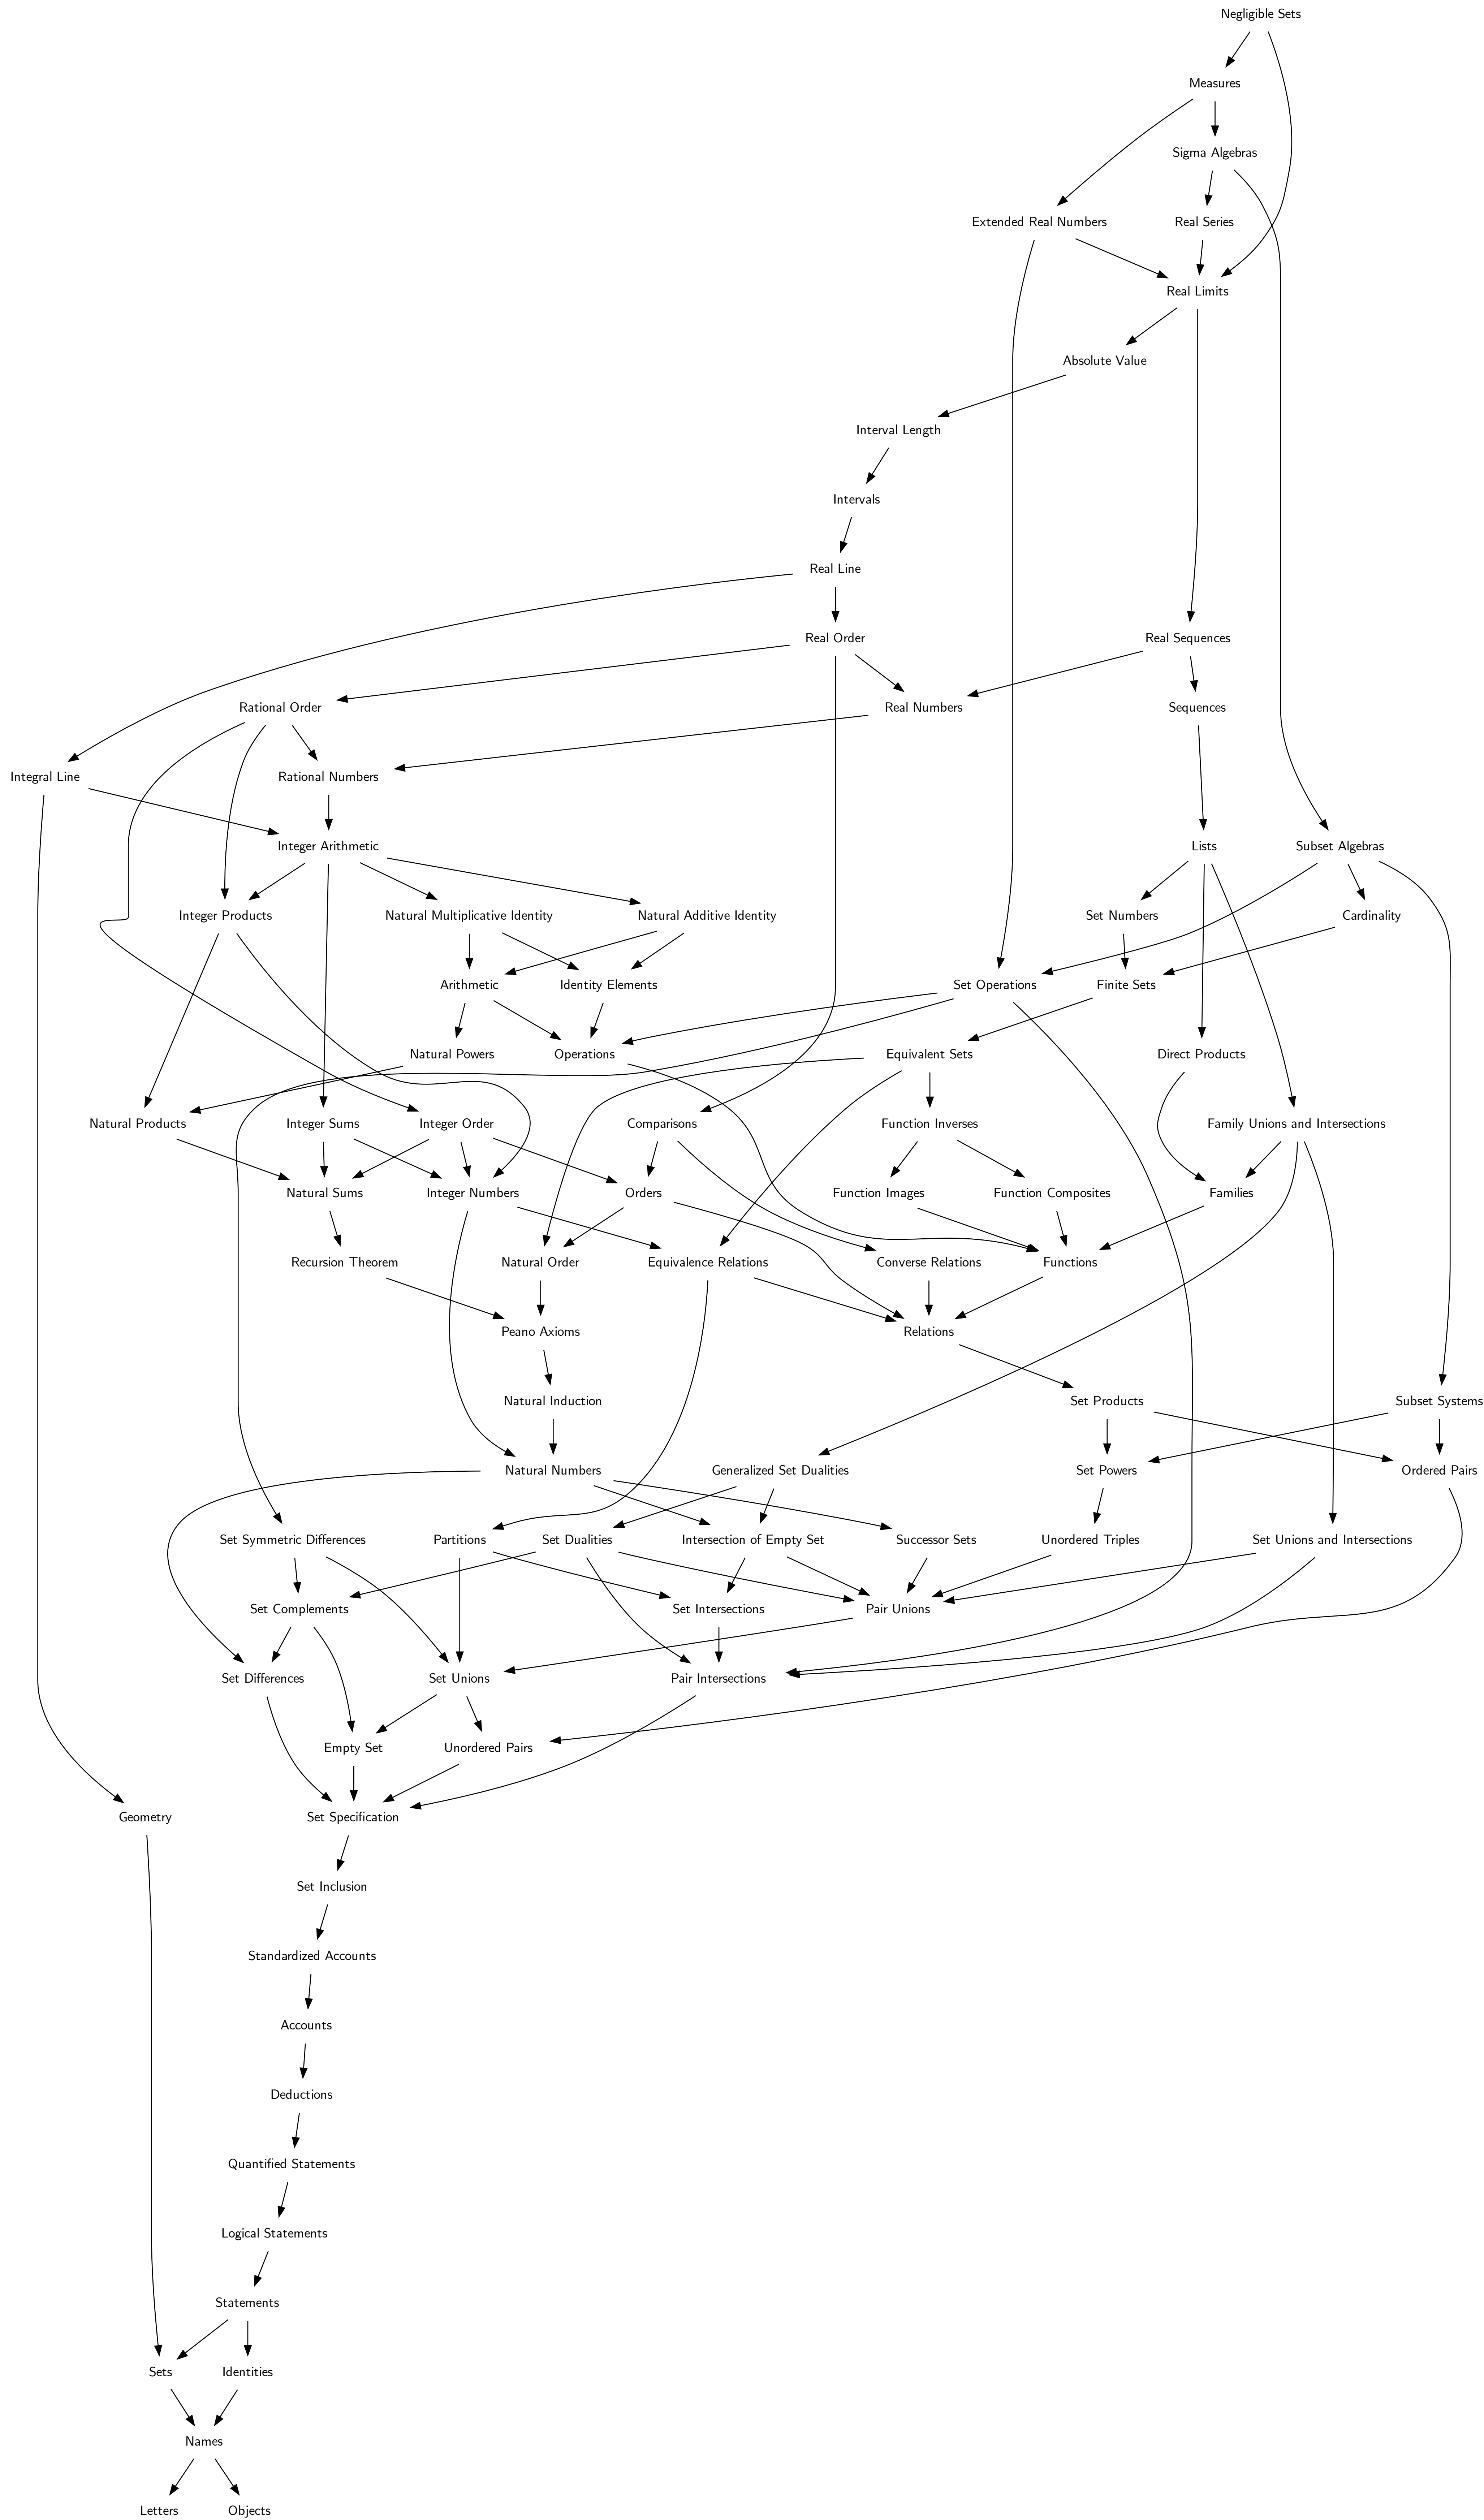 Negligible Sets
Measures
Sigma Algebras
Extended Real Numbers
Real Series
Real Limits
Absolute Value
Interval Length
Intervals
Real Line
Real Order
Real Sequences
Rational Order
Real Numbers
Sequences
Integral Line
Rational Numbers
Integer Arithmetic
Lists
Subset Algebras
Integer Products
Natural Multiplicative Identity
Natural Additive Identity
Set Numbers
Cardinality
Arithmetic
Identity Elements
Set Operations
Finite Sets
Natural Powers
Operations
Equivalent Sets
Direct Products
Natural Products
Integer Sums
Integer Order
Comparisons
Function Inverses
Family Unions and Intersections
Natural Sums
Integer Numbers
Orders
Function Images
Function Composites
Families
Recursion Theorem
Natural Order
Equivalence Relations
Converse Relations
Functions
Peano Axioms
Relations
Natural Induction
Set Products
Subset Systems
Natural Numbers
Generalized Set Dualities
Set Powers
Ordered Pairs
Set Symmetric Differences
Partitions
Set Dualities
Intersection of Empty Set
Successor Sets
Unordered Triples
Set Unions and Intersections
Set Complements
Set Intersections
Pair Unions
Set Differences
Set Unions
Pair Intersections
Empty Set
Unordered Pairs
Geometry
Set Specification
Set Inclusion
Standardized Accounts
Accounts
Deductions
Quantified Statements
Logical Statements
Statements
Sets
Identities
Names
Letters
Objects